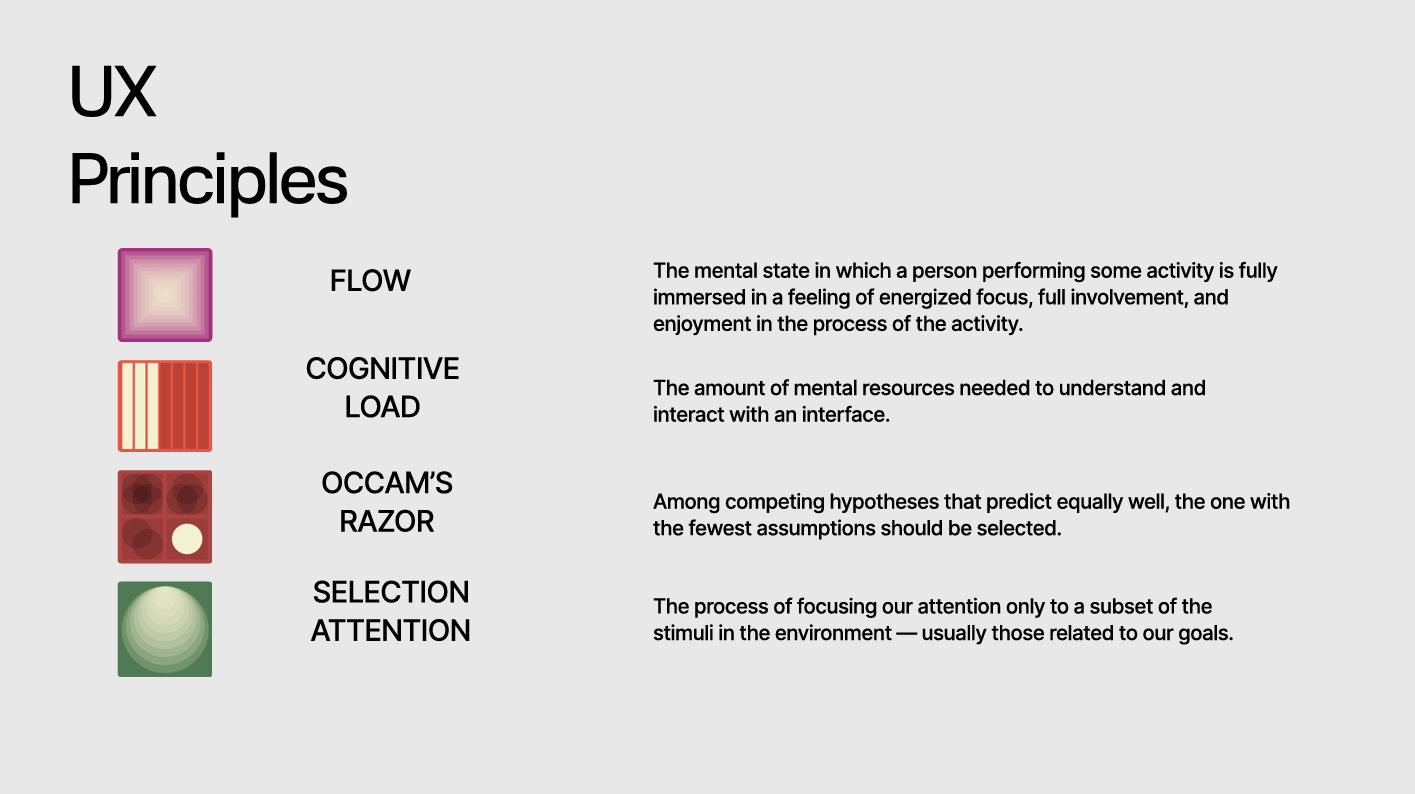 UX
Principles
FLOW
The mental state in which a person performing some activity is fully
immersed in a feeling of energized focus, full involvement, and
enjoyment in the process of the activity.
COGNITIVE
LOAD
The amount of mental resources needed to understand and
interact with an interface.
OCCAM’S
RAZOR
Among competing hypotheses that predict equally well, the one with
the fewest assumptions should be selected.
SELECTION
ATTENTION
The process of focusing our attention only to a subset of the
stimuli in the environment — usually those related to our goals.